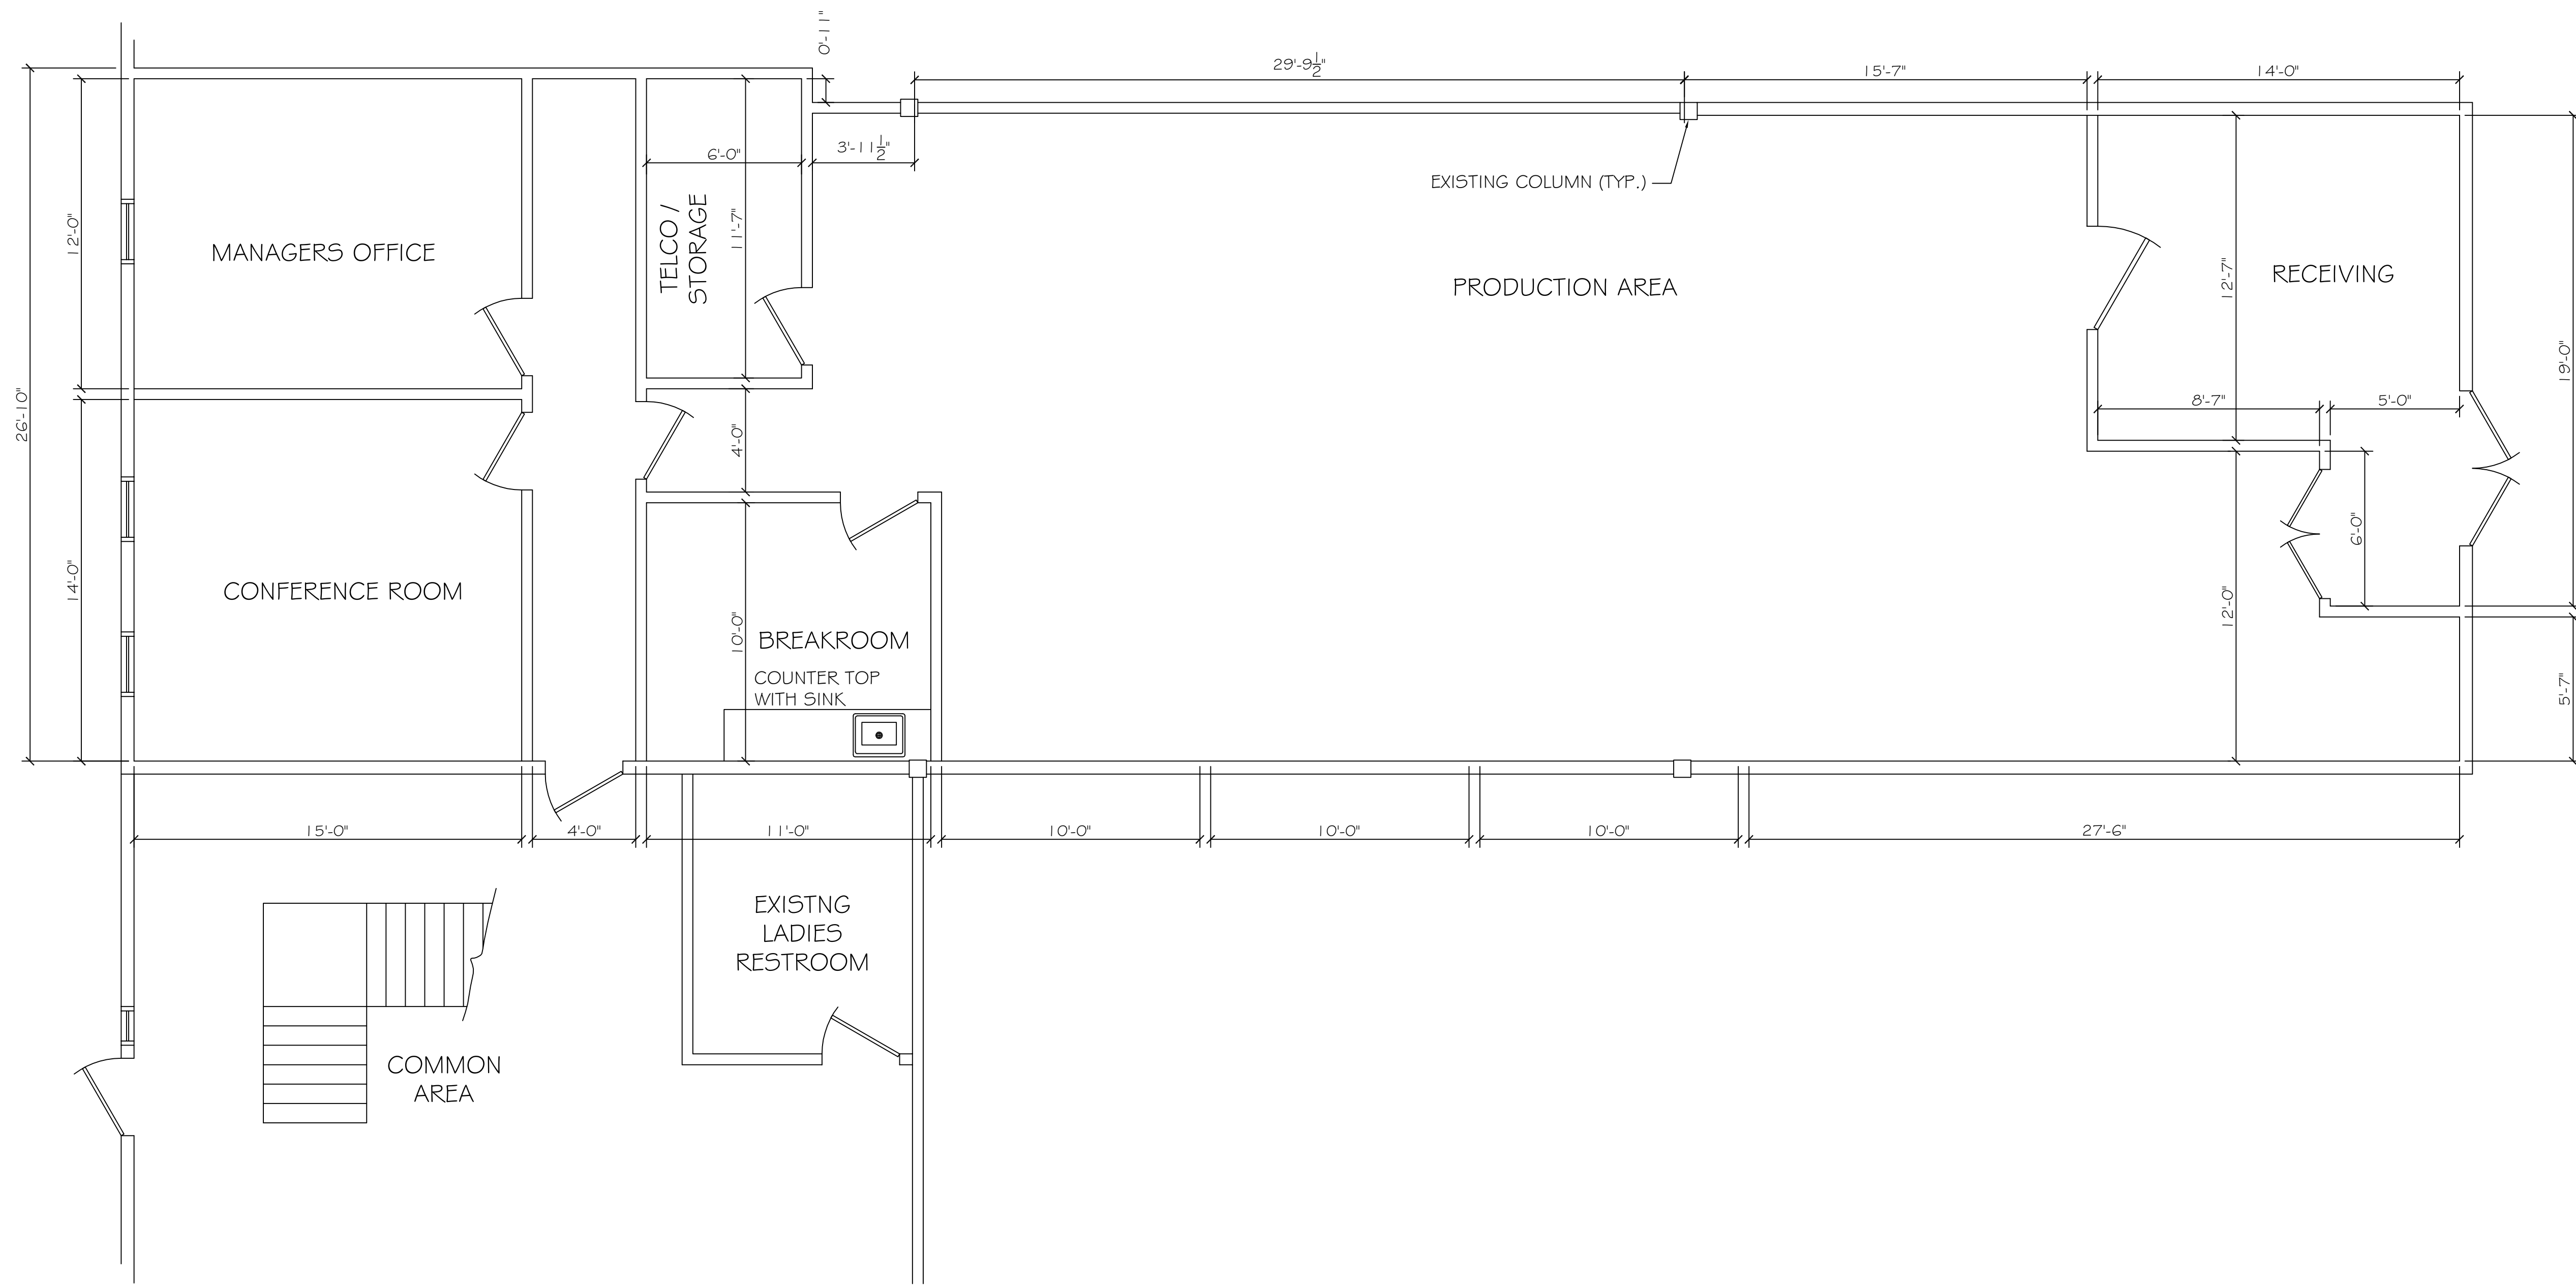 0'-11"
29'-9 1/2"
15'-7"
14'-0"
6'-0"
3'-11 1/2"
EXISTING COLUMN (TYP.)
12'-0"
MANAGERS OFFICE
TELCO /
STORAGE
11'-7"
PRODUCTION AREA
12'-7"
RECEIVING
26'-10"
19'-0"
8'-7"
5'-0"
4'-0"
6'-0"
14'-0"
CONFERENCE ROOM
10'-0"
BREAKROOM
COUNTER TOP
WITH SINK
12'-0"
5'-7"
15'-0"
4'-0"
11'-0"
10'-0"
10'-0"
10'-0"
27'-6"
EXISTNG
LADIES
RESTROOM
COMMON
AREA